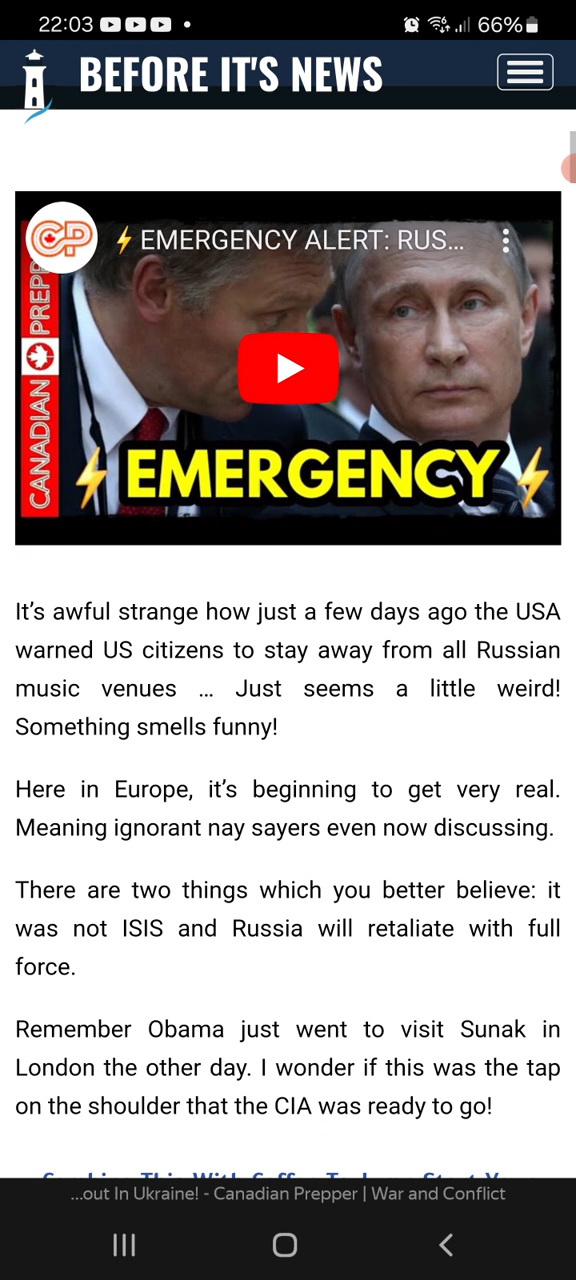 22:03
66%
BEFORE IT'S NEWS
CP
⚡ EMERGENCY ALERT: RUS...
CANADIAN PREPP
⚡EMERGENCY⚡
It’s awful strange how just a few days ago the USA
warned US citizens to stay away from all Russian
music venues … Just seems a little weird!
Something smells funny!
Here in Europe, it’s beginning to get very real.
Meaning ignorant nay sayers even now discussing.
There are two things which you better believe: it
was not ISIS and Russia will retaliate with full
force.
Remember Obama just went to visit Sunak in
London the other day. I wonder if this was the tap
on the shoulder that the CIA was ready to go!
...out In Ukraine! - Canadian Prepper | War and Conflict